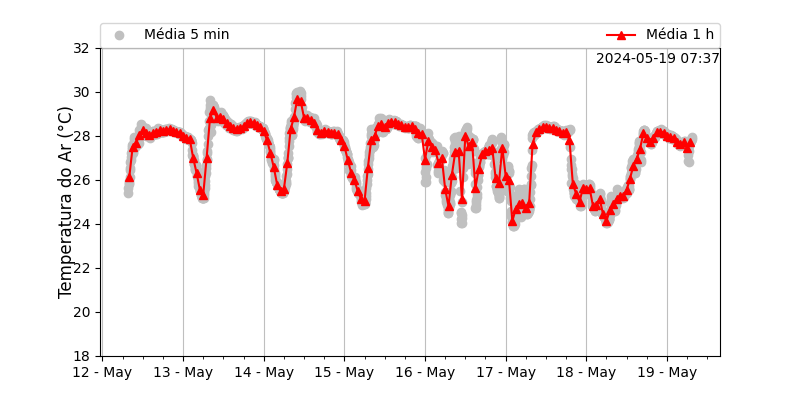 Média 5 min
Média 1 h
2024-05-19 07:37
Temperatura do Ar (°C)
32
30
28
26
24
22
20
18
12 - May
13 - May
14 - May
15 - May
16 - May
17 - May
18 - May
19 - May